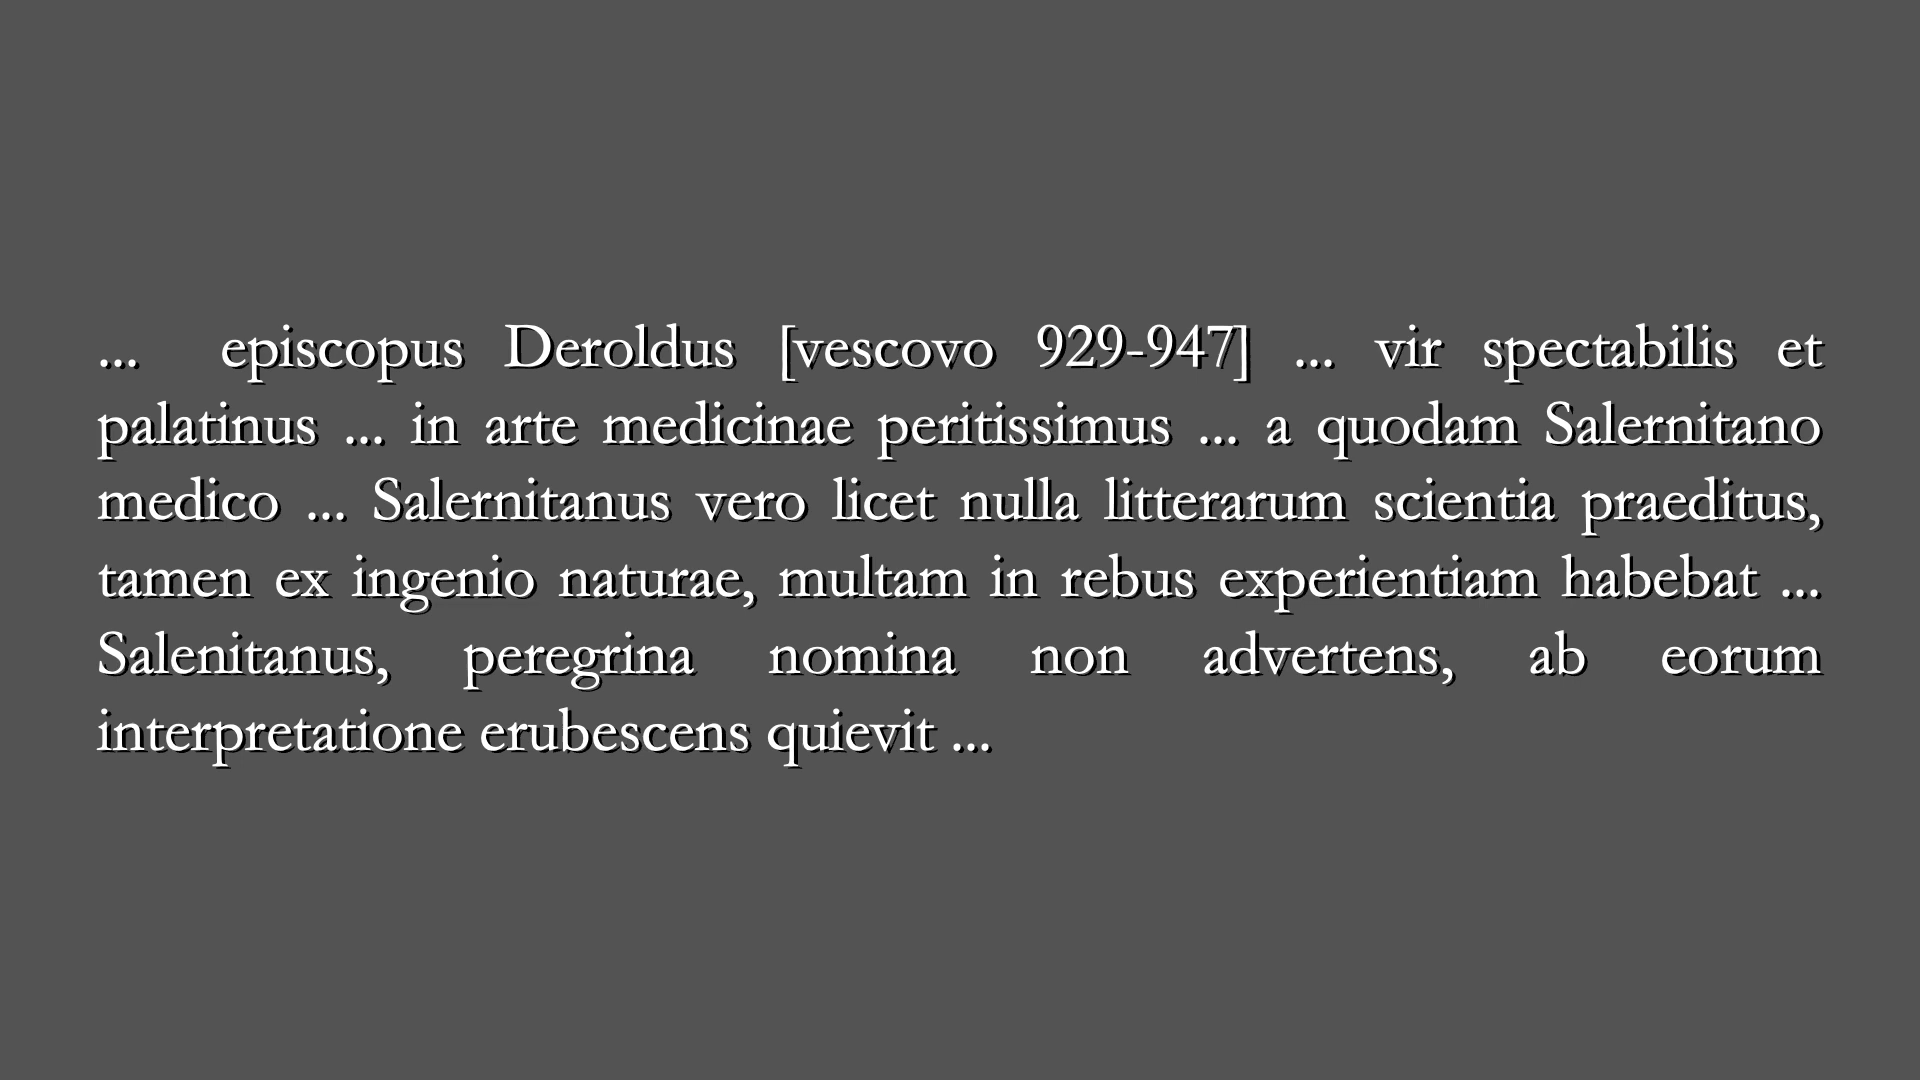 ... episcopus Deroldus [vescovo 929-947] ... vir spectabilis et
palatinus ... in arte medicinae peritissimus ... a quodam Salernitano
medico ... Salernitanus vero licet nulla litterarum scientia praeditus,
tamen ex ingenio naturae, multam in rebus experientiam habebat ...
Salenitanus, peregrina nomina non advertens, ab eorum
interpretatione erubescens quievit ...